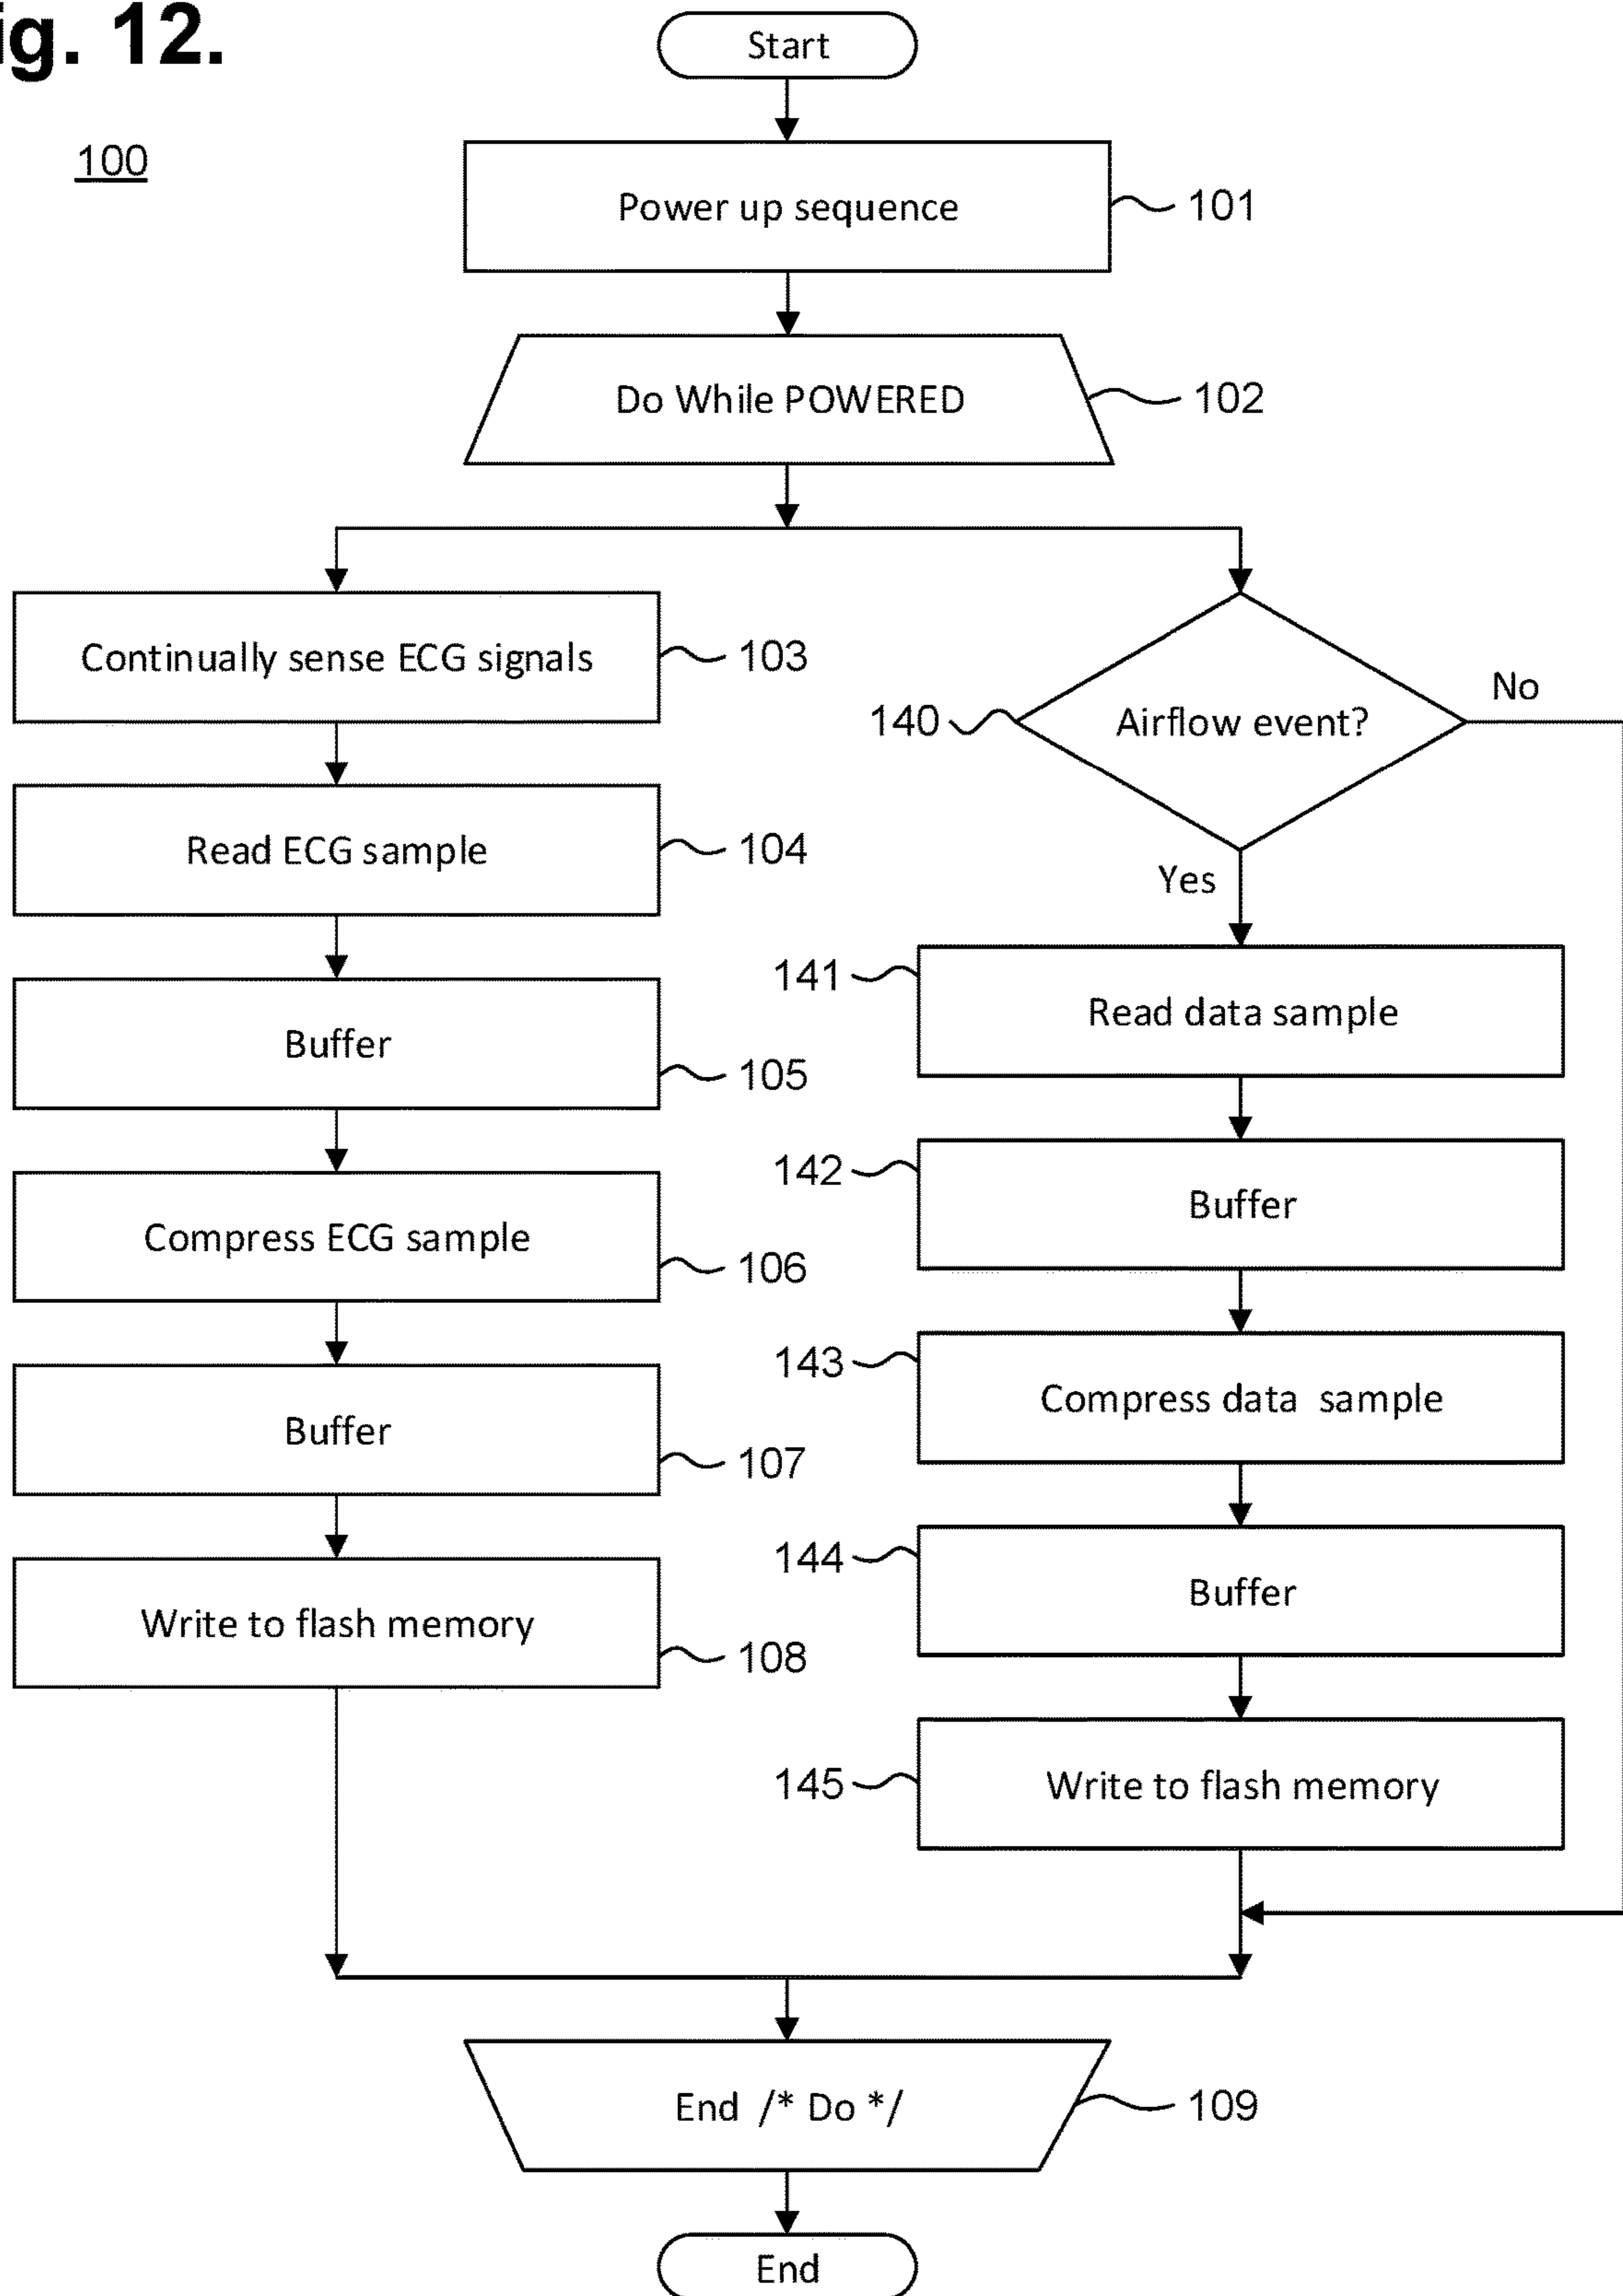 ig. 12.
Start
100
Power up sequence
101
Do While POWERED
102
Continually sense ECG signals
103
140
Airflow event?
No
Read ECG sample
104
Yes
141
Read data sample
Buffer
105
142
Buffer
Compress ECG sample
106
143
Compress data sample
Buffer
107
144
Buffer
Write to flash memory
108
145
Write to flash memory
End /* Do */
109
End